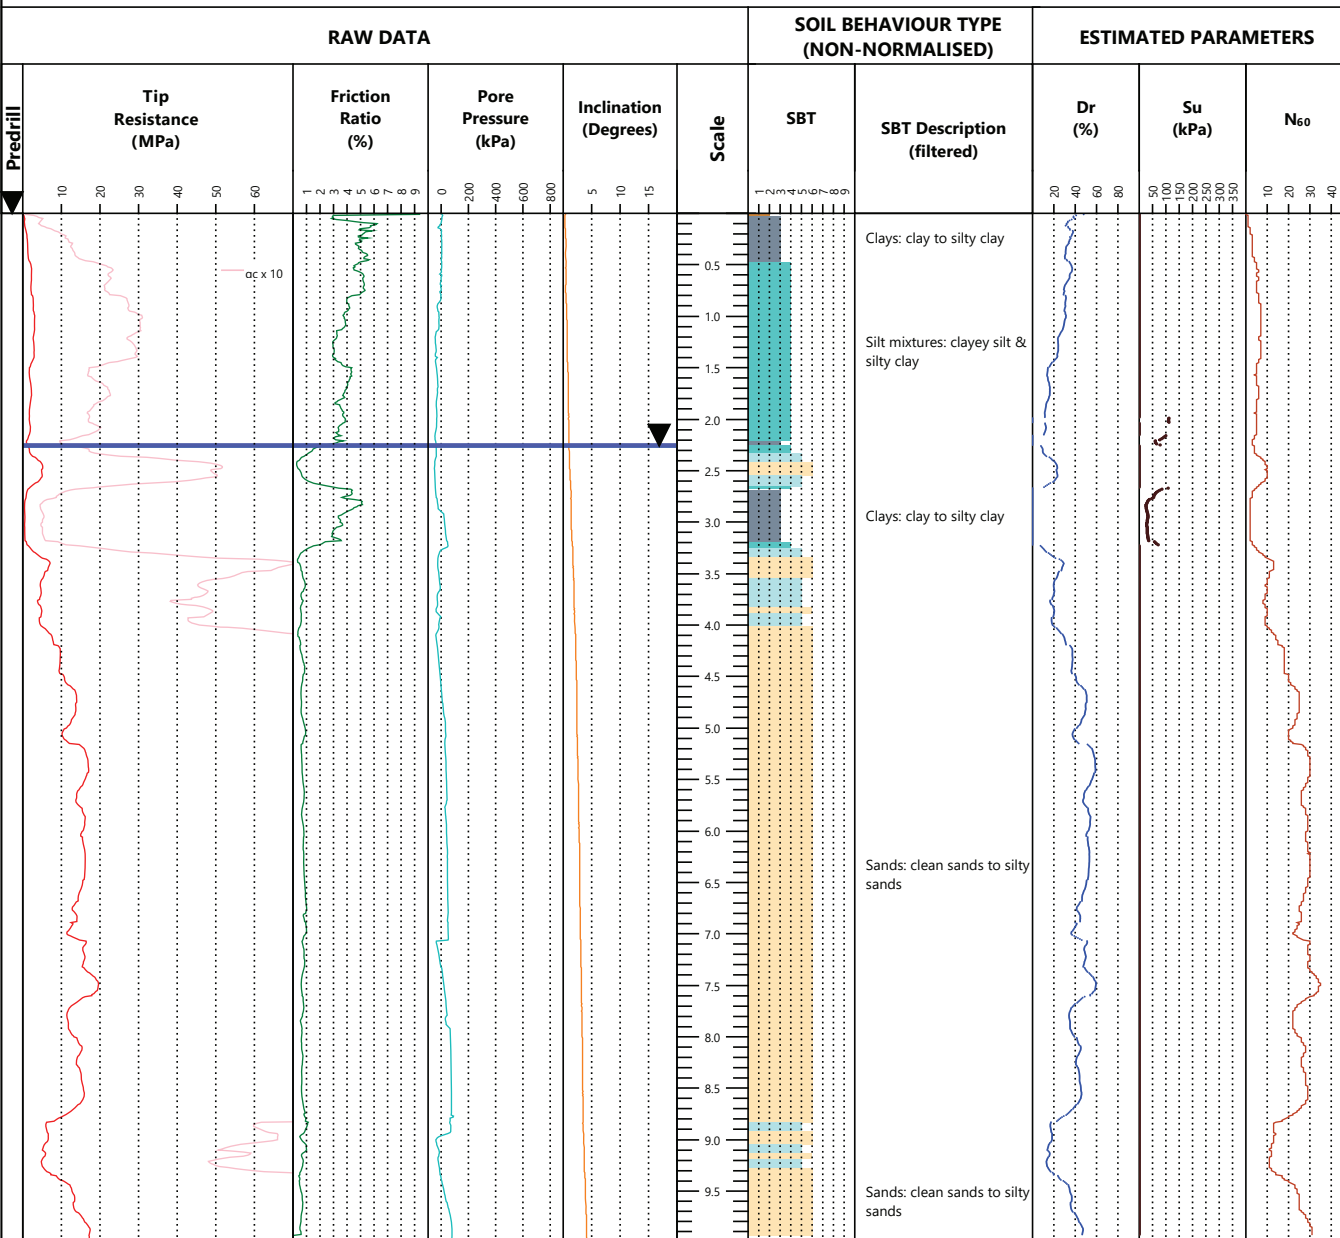 RAW DATA
SOIL BEHAVIOUR TYPE
(NON-NORMALISED)
ESTIMATED PARAMETERS
Predrill
Tip
Resistance
(MPa)
Friction
Ratio
(%)
Pore
Pressure
(kPa)
Inclination
(Degrees)
Scale
SBT
SBT Description
(filtered)
Dr
(%)
Su
(kPa)
N60
10 20 30 40 50 60
1 2 3 4 5 6 7 8 9
0 200 400 600 800
5 10 15
1 2 3 4 5 6 7 8 9
20 40 60 80
50 100 150 200 250 300 350
10 20 30 40
Clays: clay to silty clay
0.5
qc x 10
1.0
Silt mixtures: clayey silt &
silty clay
1.5
2.0
2.5
Clays: clay to silty clay
3.0
3.5
4.0
4.5
5.0
5.5
6.0
Sands: clean sands to silty
sands
6.5
7.0
7.5
8.0
8.5
9.0
9.5
Sands: clean sands to silty
sands